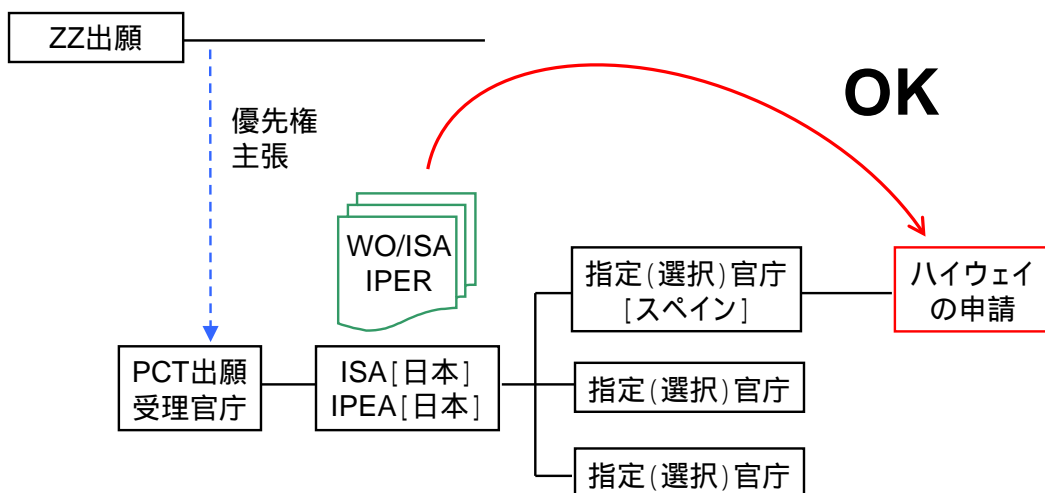 ZZ出願
OK
優先権
主張
WO/ISA
IPER
指定(選択)官庁
[スペイン]
ハイウェイ
の申請
PCT出願
受理官庁
ISA[日本]
IPEA[日本]
指定(選択)官庁
指定(選択)官庁